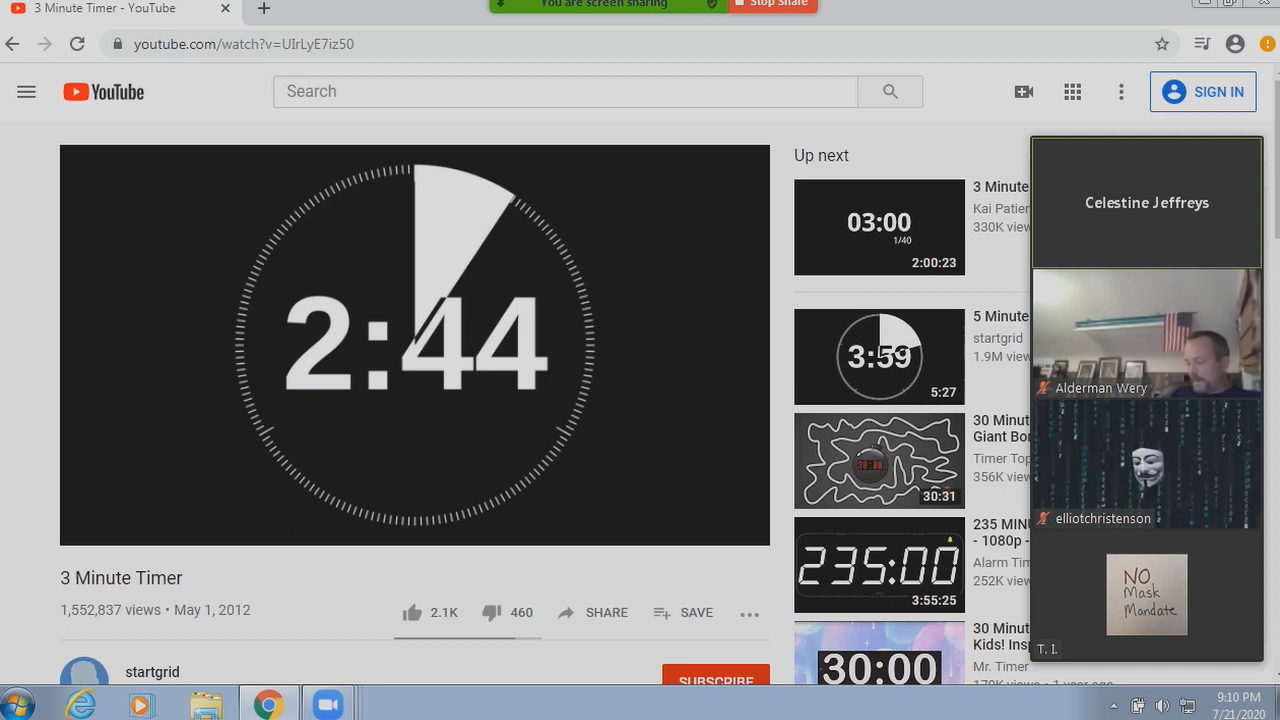 3 Minute Timer - YouTube
You are screen sharing
Stop Share
youtube.com/watch?v=UIrLyE7iz50
YouTube
Search
SIGN IN
2:44
Up next
03:00
1/40
2:00:23
3 Minute
Kai Patien
330K view
3:59
5:27
5 Minute
startgrid
1.9M view
30:00
30:31
30 Minut
Giant Bor
Timer Top
356K view
235:00
3:55:25
235 MINU
- 1080p -
Alarm Tim
252K view
30:00
30 Minut
Kids! Insp
Mr. Timer
Celestine Jeffreys
Alderman Wery
elliotchristenson
NO
Mask
Mandate
T. I.
3 Minute Timer
1,552,837 views • May 1, 2012
2.1K
460
SHARE
SAVE
startgrid
SUBSCRIBE
9:10 PM
7/21/2020